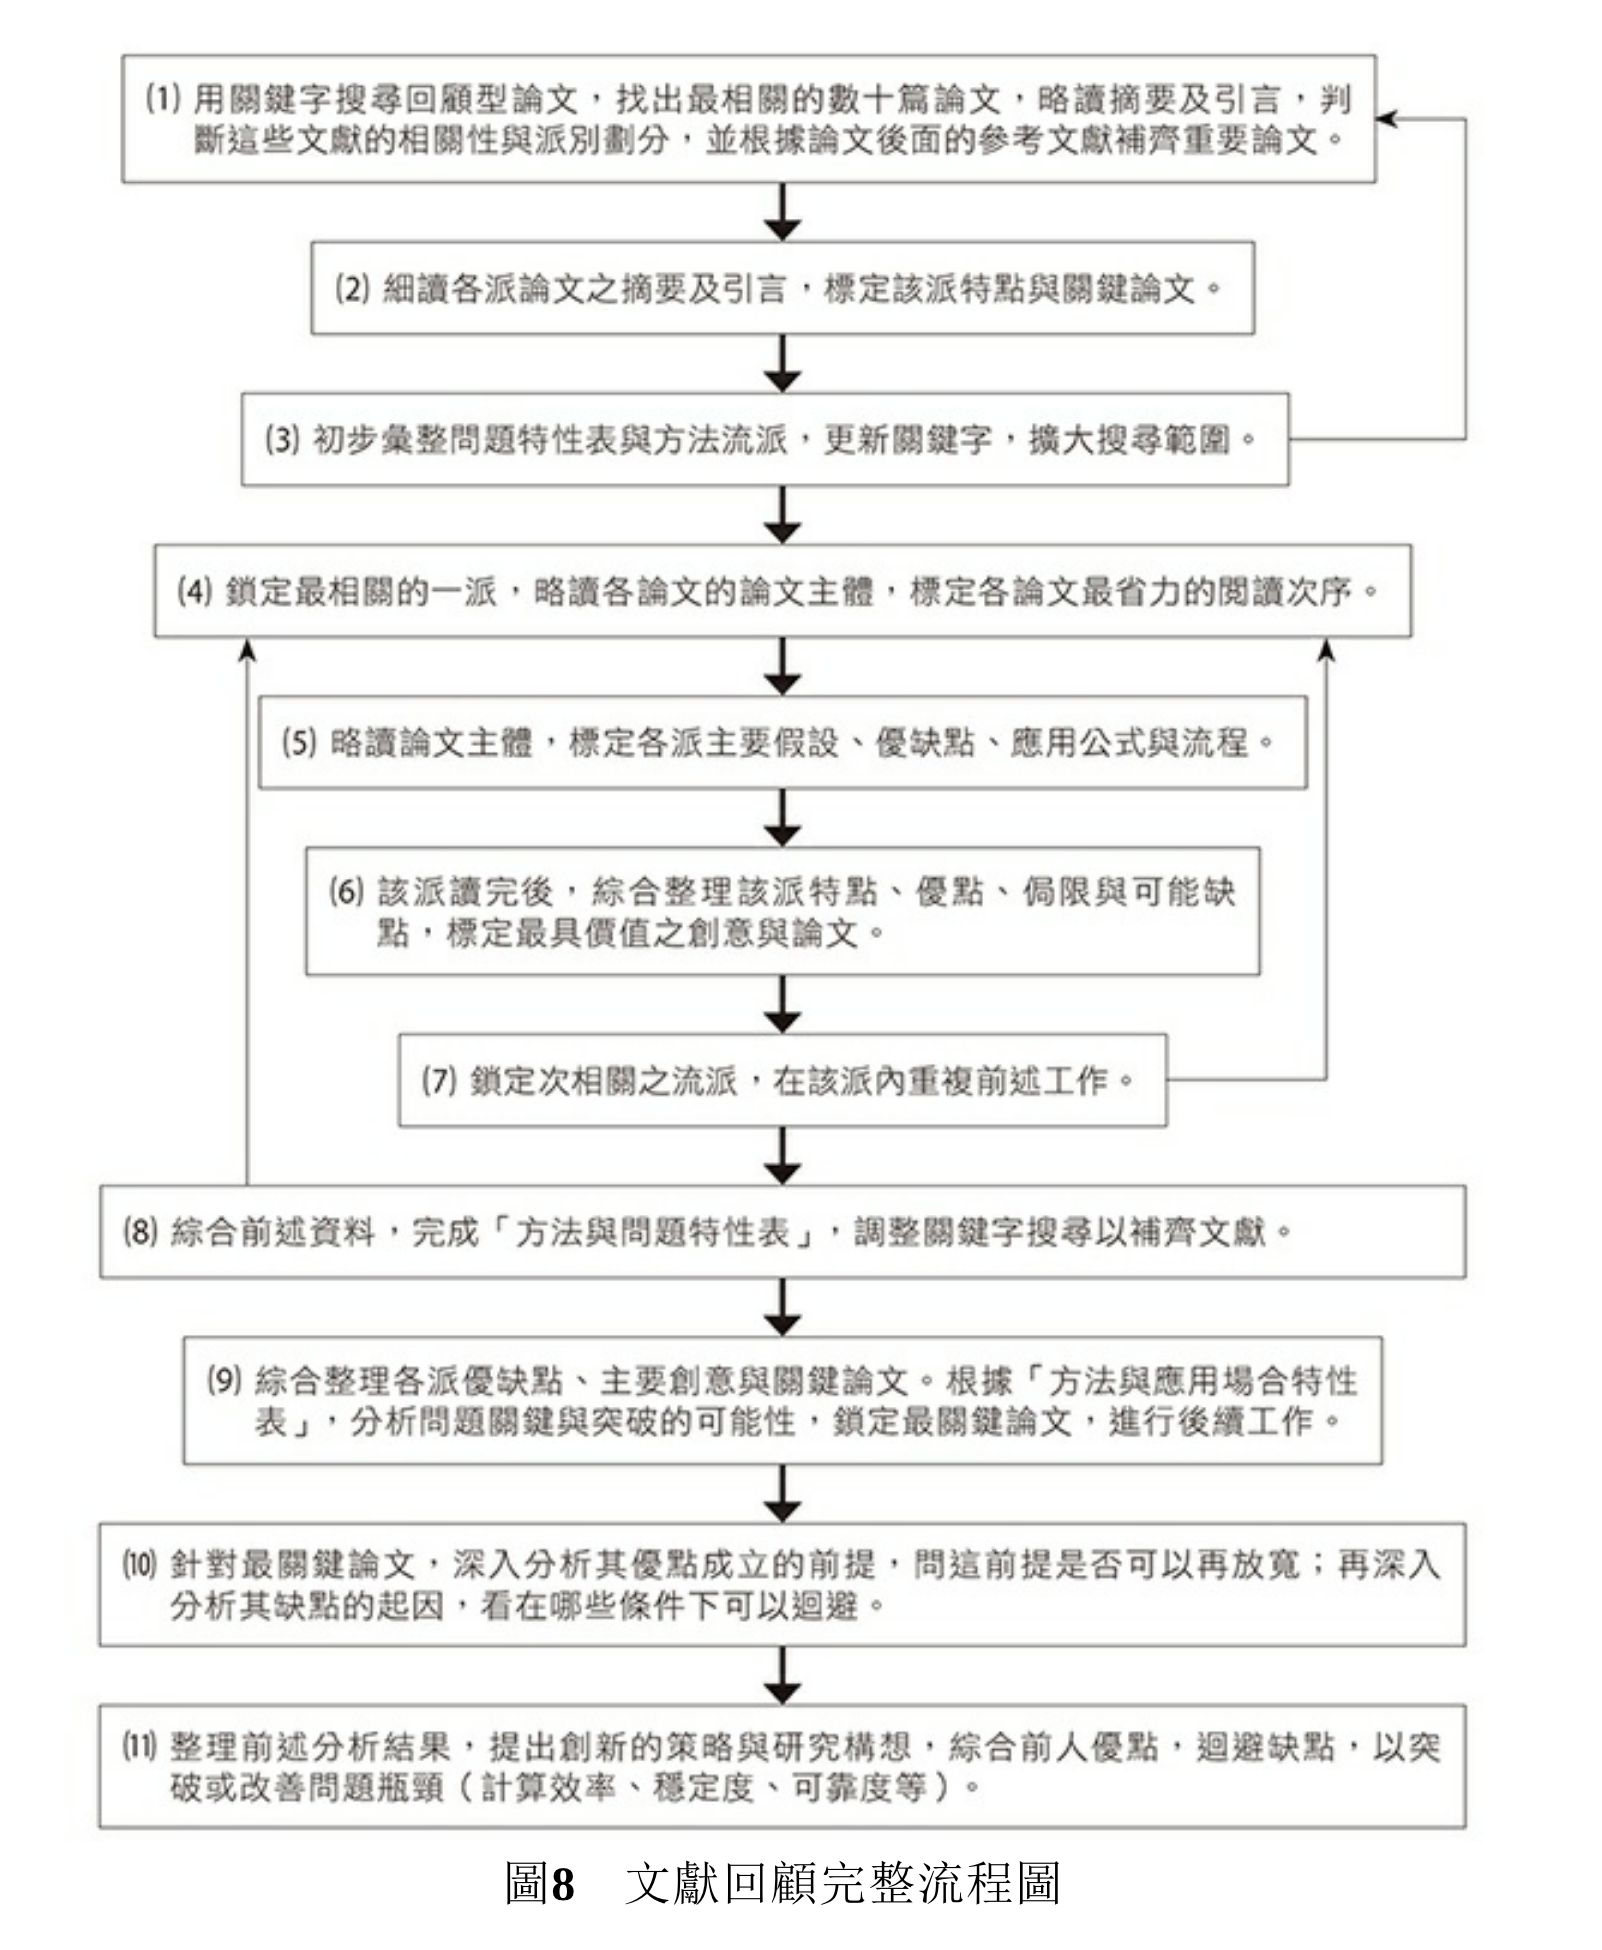 (1) 用關鍵字搜尋回顧型論文，找出最相關的數十篇論文，略讀摘要及引言，判
斷這些文獻的相關性與派別劃分，並根據論文後面的參考文獻補齊重要論文。
(2) 細讀各派論文之摘要及引言，標定該派特點與關鍵論文。
(3) 初步彙整問題特性表與方法流派，更新關鍵字，擴大搜尋範圍。
(4) 鎖定最相關的一派，略讀各論文的論文主體，標定各論文最省力的閱讀次序。
(5) 略讀論文主體，標定各派主要假設、優缺點、應用公式與流程。
(6) 該派讀完後，綜合整理該派特點、優點、侷限與可能缺
點，標定最具價值之創意與論文。
(7) 鎖定次相關之流派，在該派內重複前述工作。
(8) 綜合前述資料，完成「方法與問題特性表」，調整關鍵字搜尋以補齊文獻。
(9) 綜合整理各派優缺點、主要創意與關鍵論文。根據「方法與應用場合特性
表」，分析問題關鍵與突破的可能性，鎖定最關鍵論文，進行後續工作。
(10) 針對最關鍵論文，深入分析其優點成立的前提，問這前提是否可以再放寬；再深入
分析其缺點的起因，看在哪些條件下可以迴避。
(11) 整理前述分析結果，提出創新的策略與研究構想，綜合前人優點，迴避缺點，以突
破或改善問題瓶頸（計算效率、穩定度、可靠度等）。
圖8　文獻回顧完整流程圖